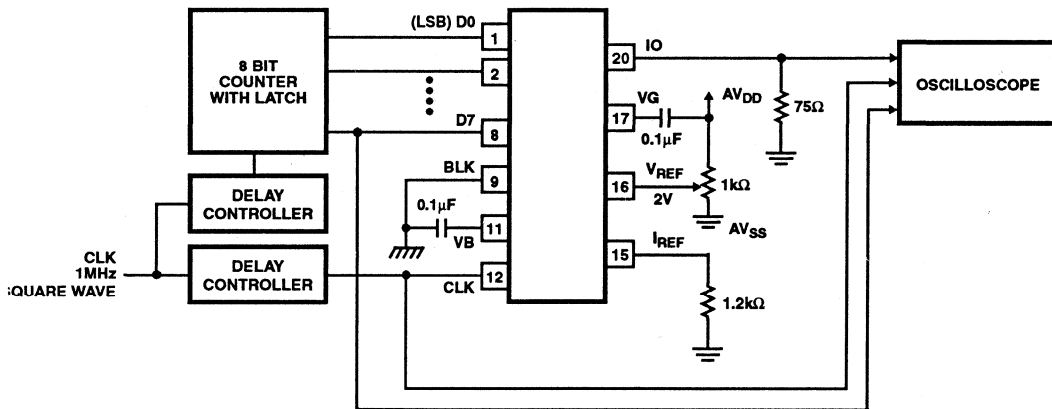 8 BIT
COUNTER
WITH LATCH
DELAY
CONTROLLER
DELAY
CONTROLLER
CLK
1MHz
SQUARE WAVE
(LSB) D0
D7
BLK
0.1µF
VB
CLK
1
2
8
9
11
12
20
17
16
15
IO
VG
0.1µF
AVDD
VREF
2V
1kΩ
AVSS
IREF
1.2kΩ
75Ω
OSCILLOSCOPE